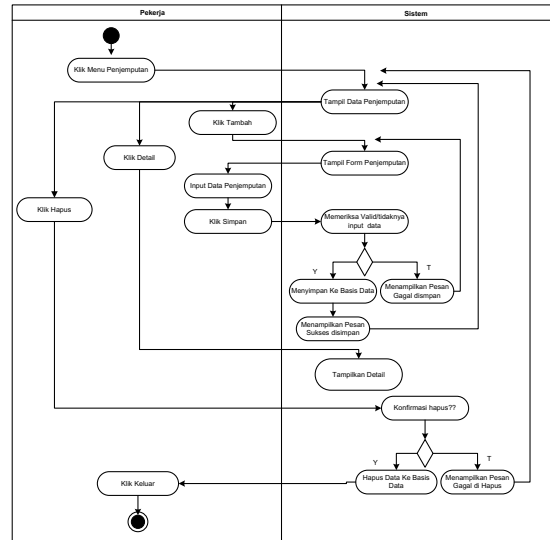 Pekerja
Sistem
Klik Menu Penjemputan
Tampil Data Penjemputan
Klik Tambah
Klik Detail
Tampil Form Penjemputan
Input Data Penjemputan
Klik Hapus
Klik Simpan
Memeriksa Valid/tidaknya
input data
Y
T
Menyimpan Ke Basis Data
Menampilkan Pesan
Gagal dismpan
Menampilkan Pesan
Sukses disimpan
Tampilkan Detail
Konfirmasi hapus??
Y
T
Hapus Data Ke Basis
Data
Menampilkan Pesan
Gagal di Hapus
Klik Keluar